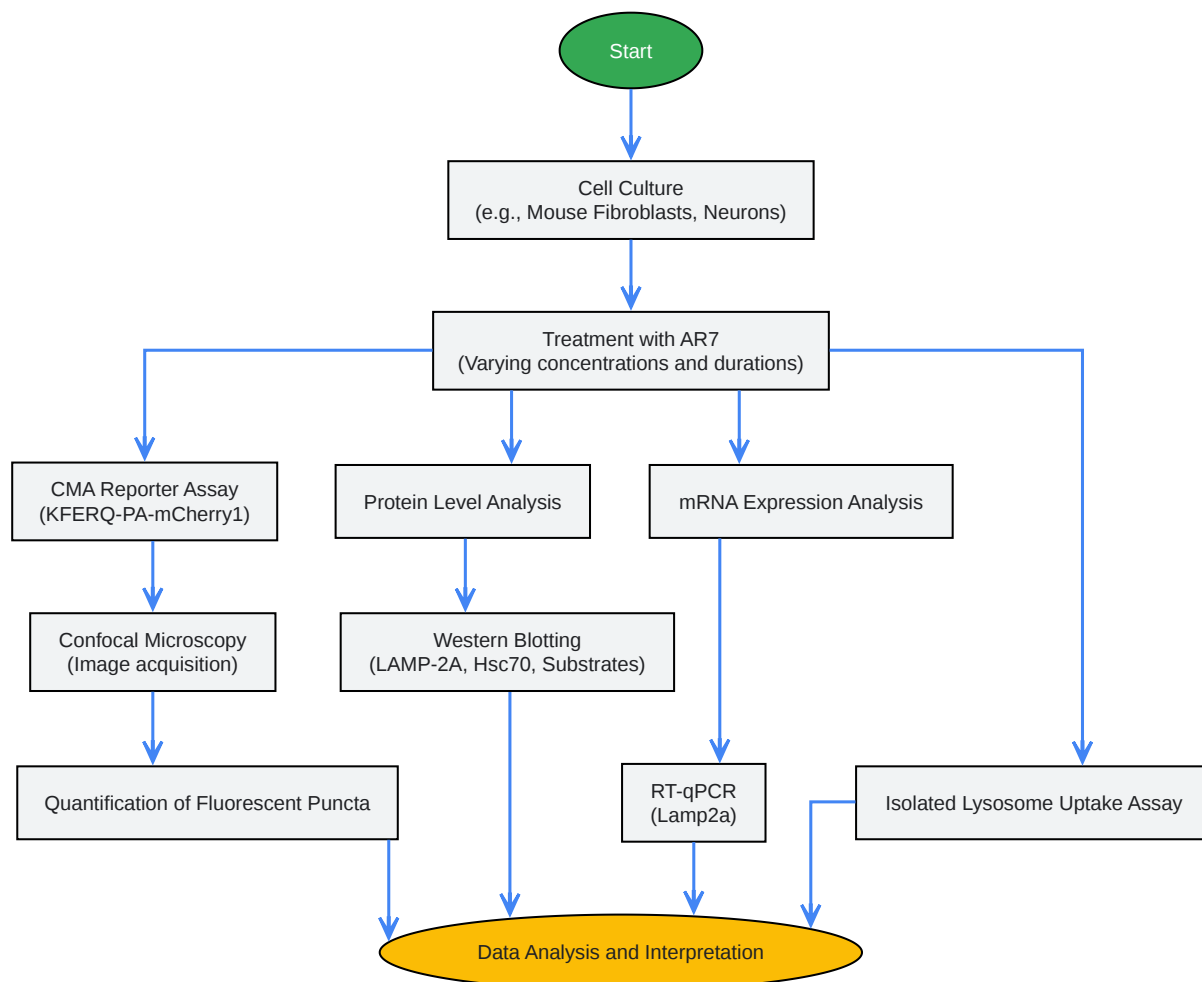 Start
Cell Culture
(e.g., Mouse Fibroblasts, Neurons)
Treatment with AR7
(Varying concentrations and durations)
CMA Reporter Assay
(KFERQ-PA-mCherry1)
Protein Level Analysis
mRNA Expression Analysis
Confocal Microscopy
(Image acquisition)
Western Blotting
(LAMP-2A, Hsc70, Substrates)
Quantification of Fluorescent Puncta
RT-qPCR
(Lamp2a)
Isolated Lysosome Uptake Assay
Data Analysis and Interpretation